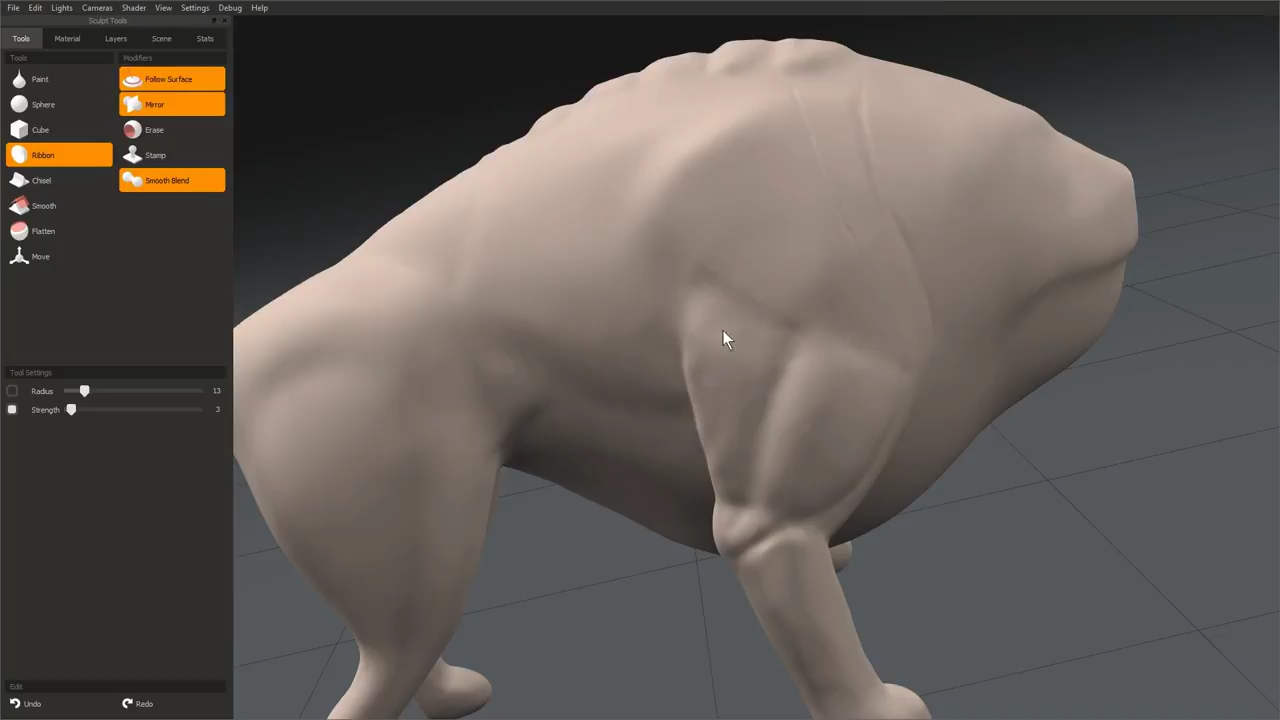 File Edit Lights Cameras Shader View Settings Debug Help
Sculpt Tools
Tools Material Layers Scene Stats
Tools Modifiers
Paint Follow Surface
Sphere Mirror
Cube Erase
Ribbon Stamp
Chisel Smooth Blend
Smooth
Flatten
Move
Tool Settings
Radius 13
Strength 3
Edit
Undo Redo